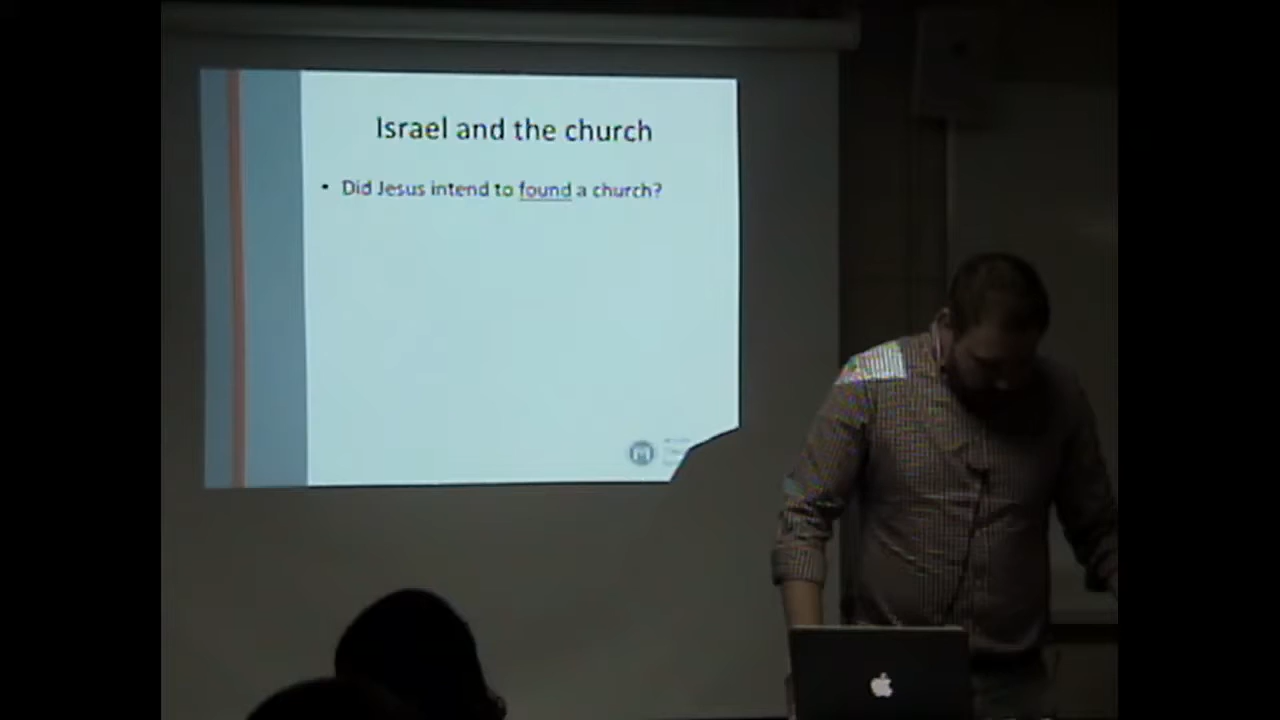 Israel and the church
• Did Jesus intend to found a church?